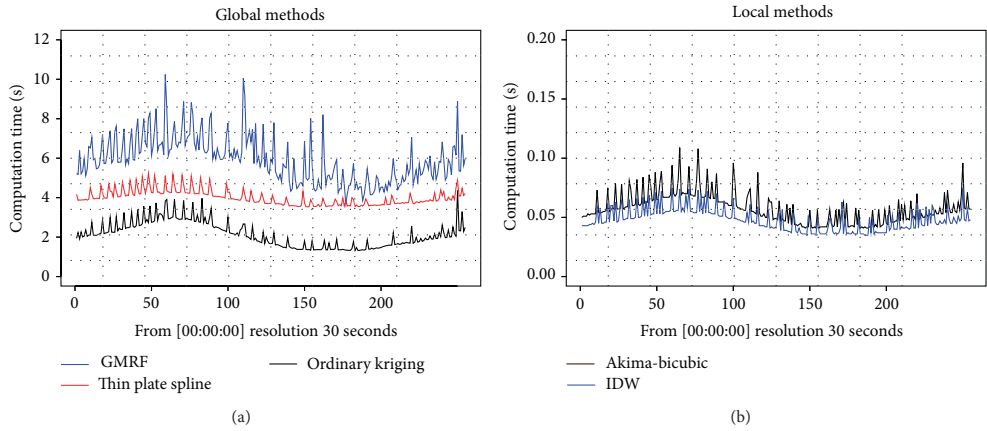 Global methods
12
10
8
6
4
2
0
Computation time (s)
0 50 100 150 200
From [00:00:00] resolution 30 seconds
GMRF
Thin plate spline
Ordinary kriging
(a)
Local methods
0.20
0.15
0.10
0.05
0.00
Computation time (s)
0 50 100 150 200
From [00:00:00] resolution 30 seconds
Akima-bicubic
IDW
(b)